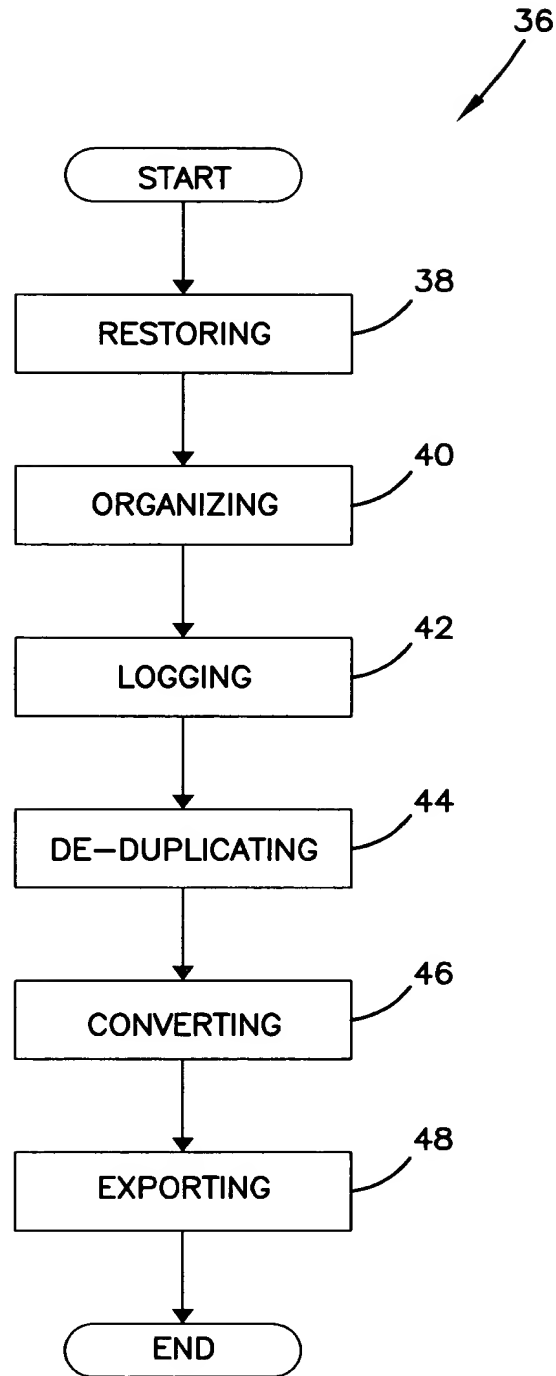 36
START
38
RESTORING
40
ORGANIZING
42
LOGGING
44
DE-DUPLICATING
46
CONVERTING
48
EXPORTING
END